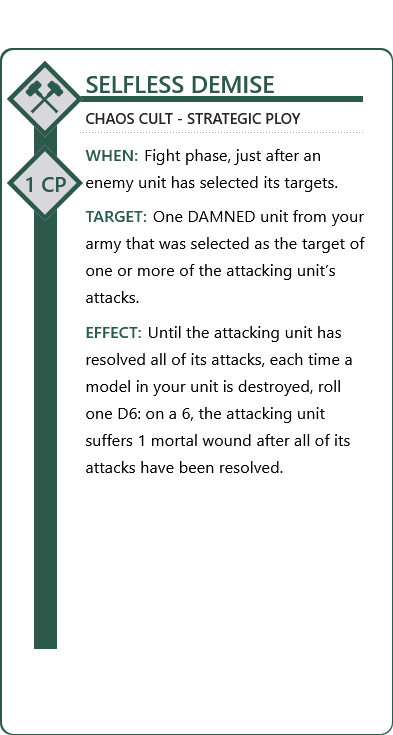 SELFLESS DEMISE
CHAOS CULT - STRATEGIC PLOY
1 CP
WHEN: Fight phase, just after an
enemy unit has selected its targets.
TARGET: One DAMNED unit from your
army that was selected as the target of
one or more of the attacking unit's
attacks.
EFFECT: Until the attacking unit has
resolved all of its attacks, each time a
model in your unit is destroyed, roll
one D6: on a 6, the attacking unit
suffers 1 mortal wound after all of its
attacks have been resolved.